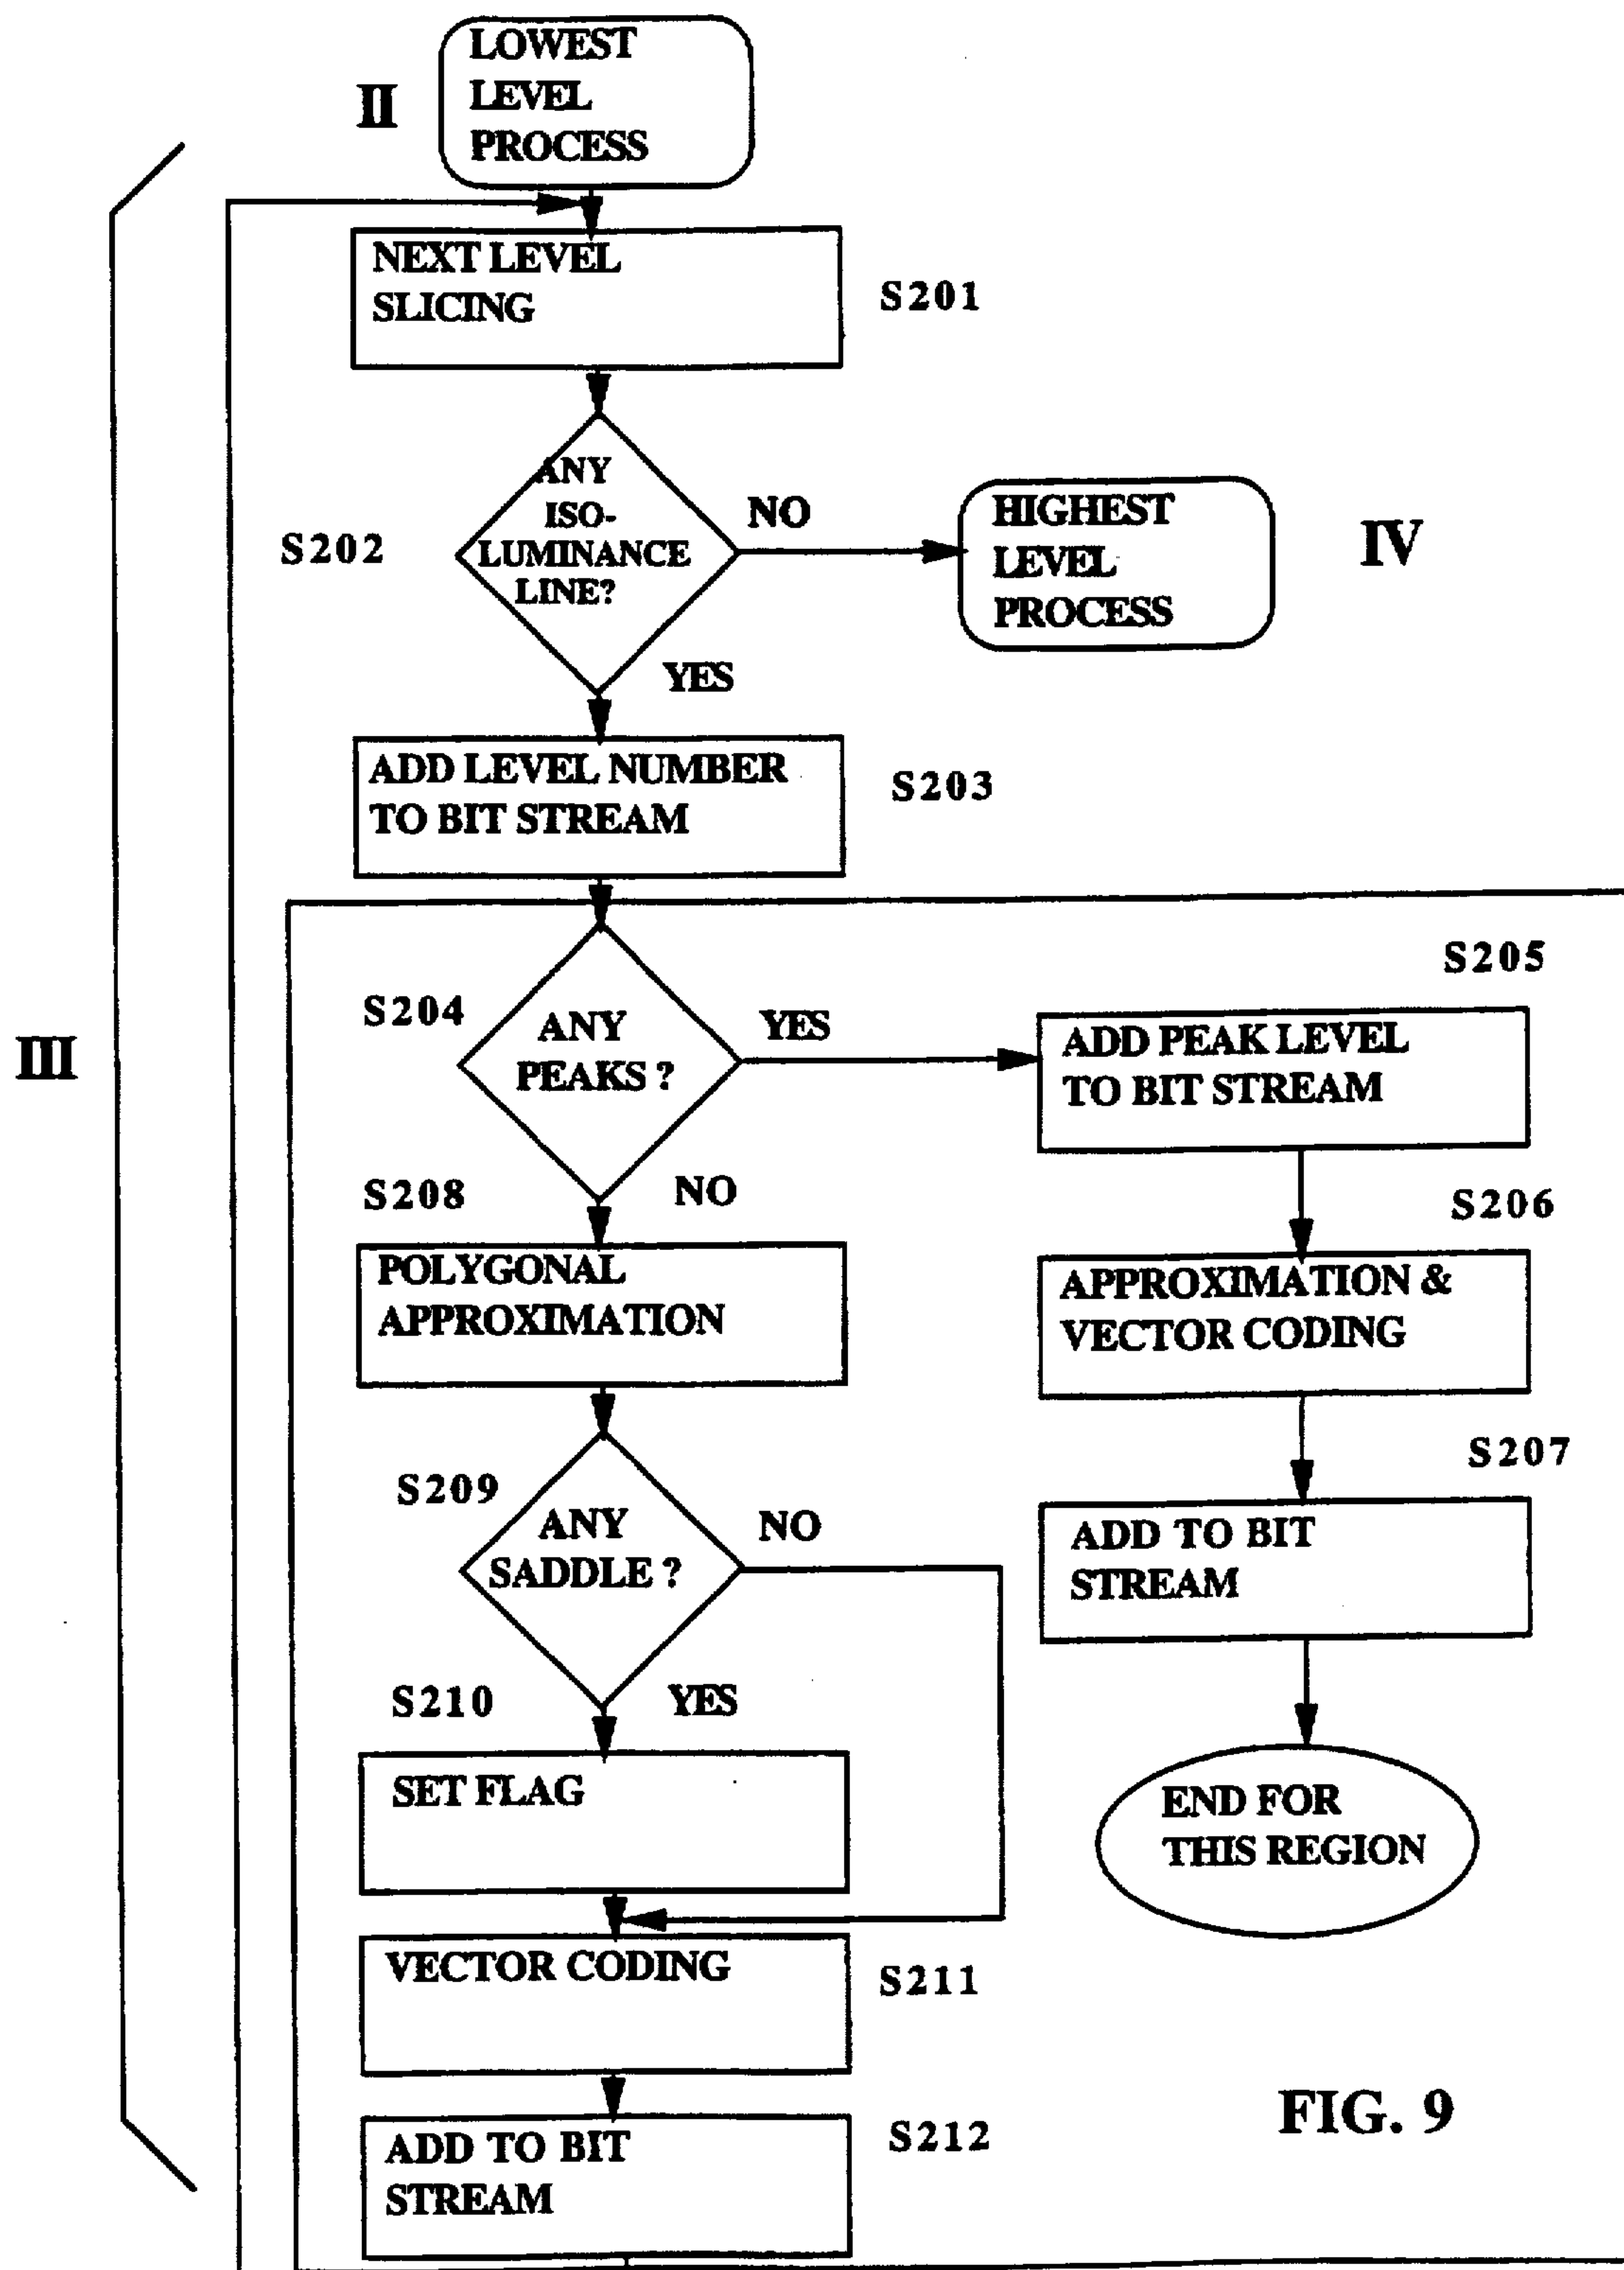 LOWEST
LEVEL
PROCESS
II
NEXT LEVEL
SLICING
S201
ANY
ISO-
LUMINANCE
LINE?
S202
NO
HIGHEST
LEVEL
PROCESS
IV
YES
ADD LEVEL NUMBER
TO BIT STREAM
S203
III
S204
ANY
PEAKS ?
YES
S205
ADD PEAK LEVEL
TO BIT STREAM
NO
S206
APPROXIMATION &
VECTOR CODING
S207
ADD TO BIT
STREAM
END FOR
THIS REGION
S208
POLYGONAL
APPROXIMATION
S209
ANY
SADDLE ?
NO
YES
S210
SET FLAG
VECTOR CODING
S211
ADD TO BIT
STREAM
S212
FIG. 9